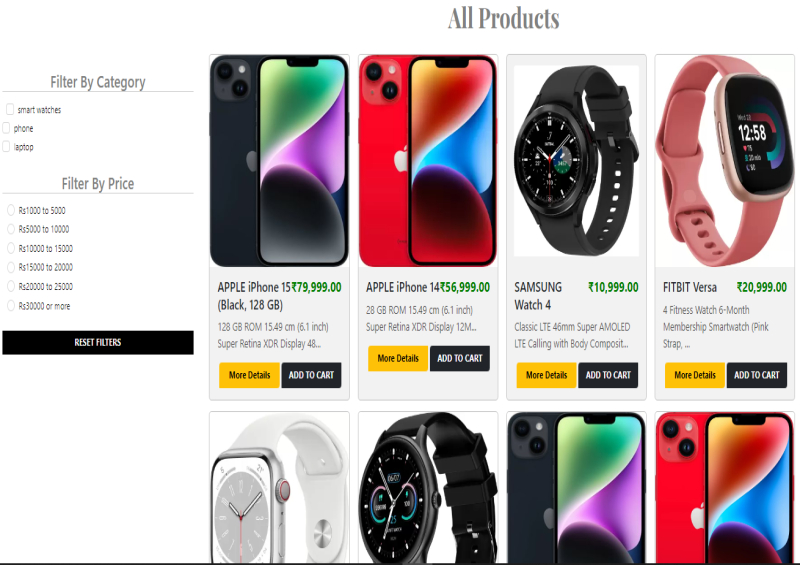 All Products
Filter By Category
smart watches
phone
laptop
Filter By Price
Rs1000 to 5000
Rs5000 to 10000
Rs10000 to 15000
Rs15000 to 20000
Rs20000 to 25000
Rs30000 or more
RESET FILTERS
APPLE iPhone 15 ₹79,999.00
(Black, 128 GB)
128 GB ROM 15.49 cm (6.1 inch)
Super Retina XDR Display 48...
More Details ADD TO CART
APPLE iPhone 14 ₹56,999.00
28 GB ROM 15.49 cm (6.1 inch)
Super Retina XDR Display 12M...
More Details ADD TO CART
SAMSUNG ₹10,999.00
Watch 4
Classic LTE 46mm Super AMOLED
LTE Calling with Body Composit...
More Details ADD TO CART
12:58
FITBIT Versa ₹20,999.00
4 Fitness Watch 6-Month
Membership Smartwatch (Pink
Strap, ...
More Details ADD TO CART